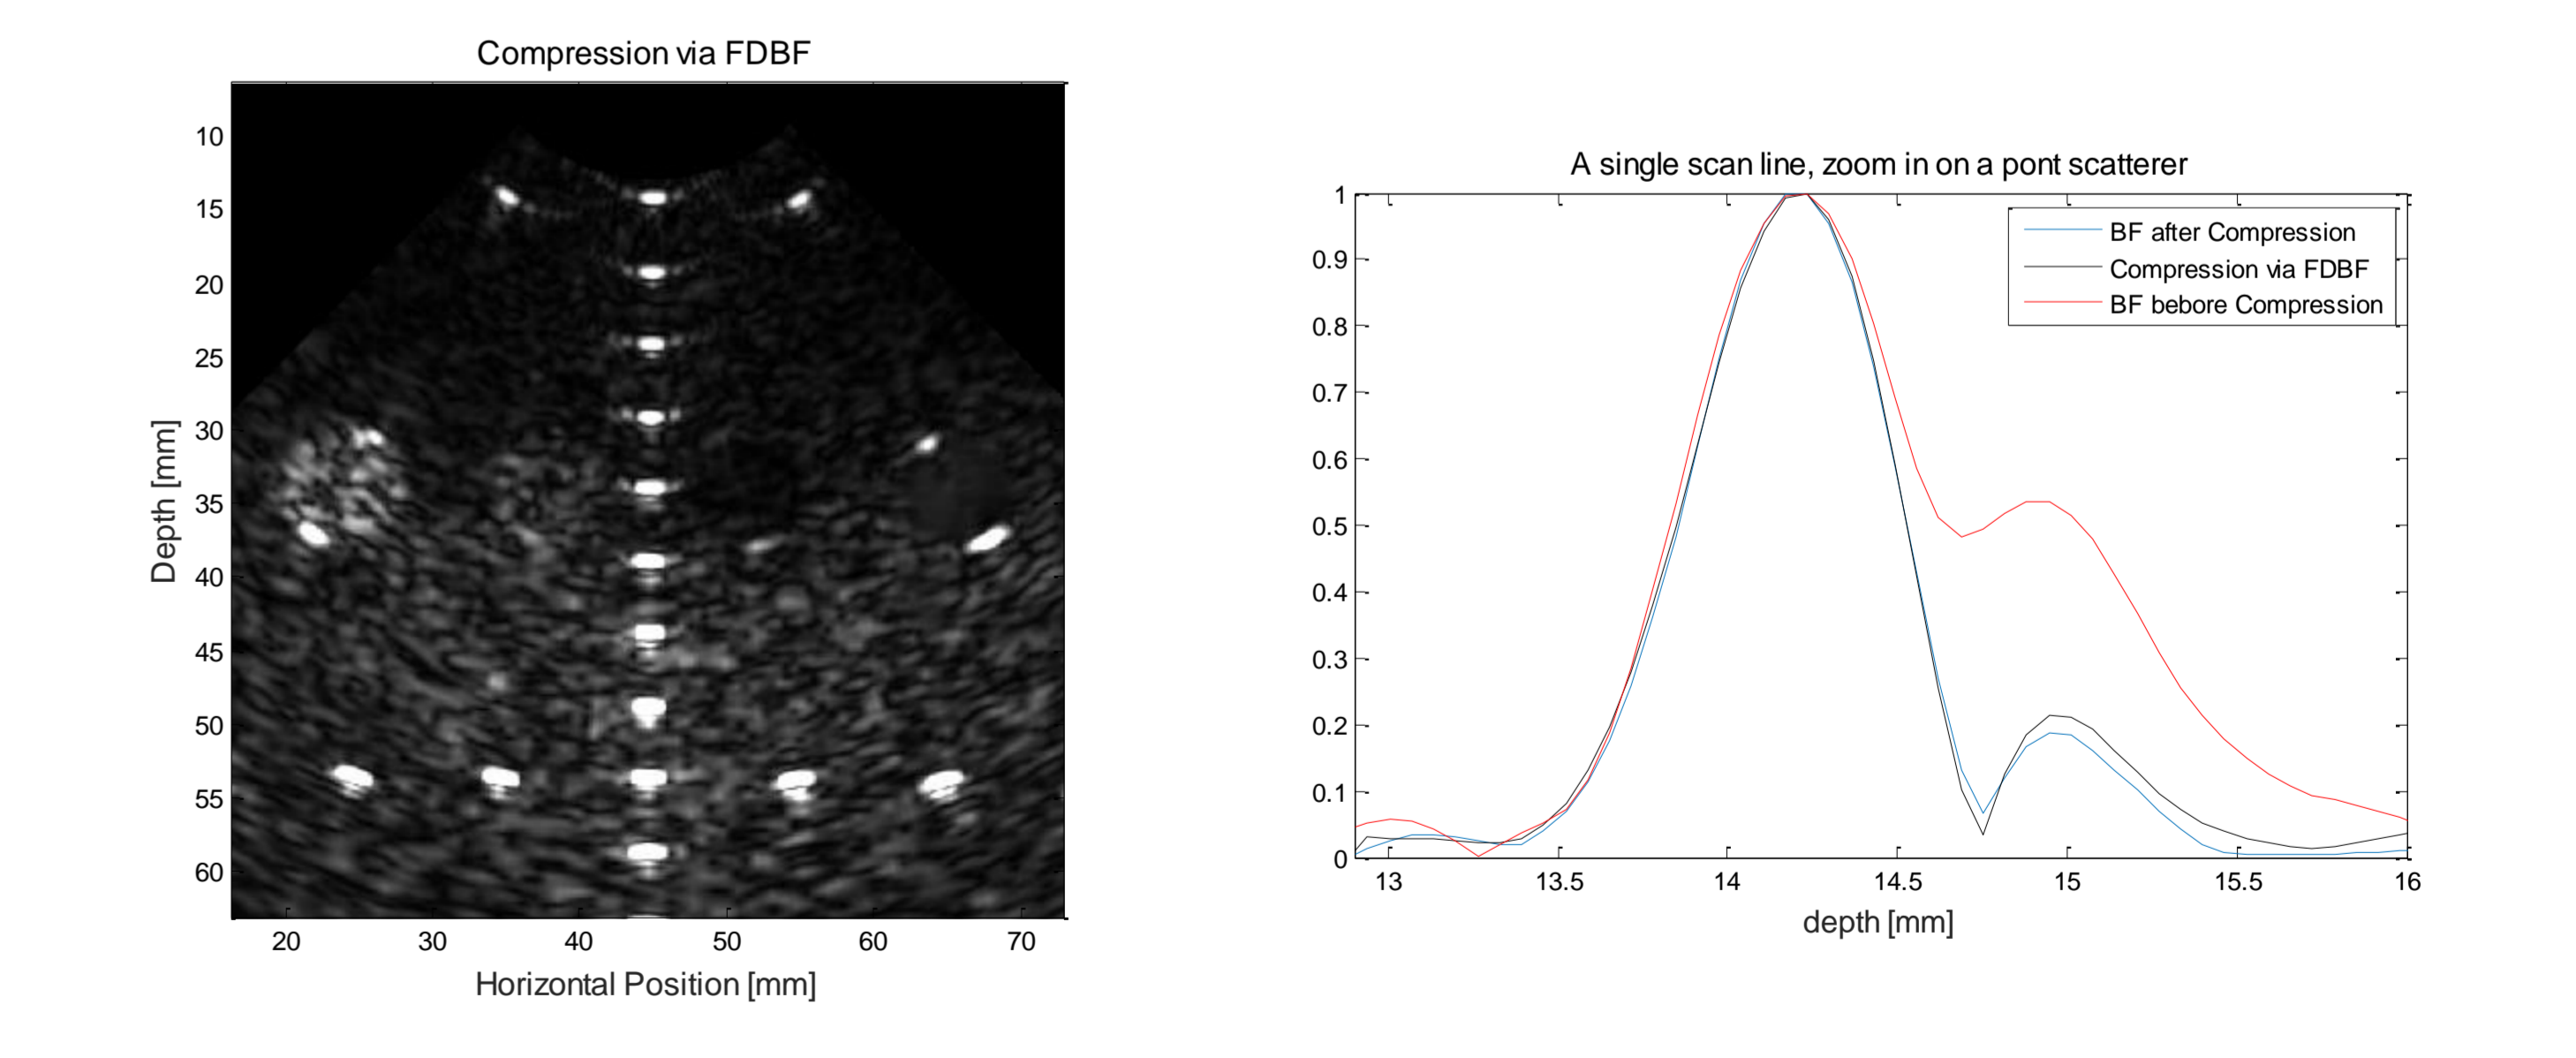 Compression via FDBF
10
15
20
25
30
35
40
45
50
55
60
Depth [mm]
20 30 40 50 60 70
Horizontal Position [mm]
A single scan line, zoom in on a pont scatterer
1
0.9
0.8
0.7
0.6
0.5
0.4
0.3
0.2
0.1
0
BF after Compression
Compression via FDBF
BF bebore Compression
13 13.5 14 14.5 15 15.5 16
depth [mm]